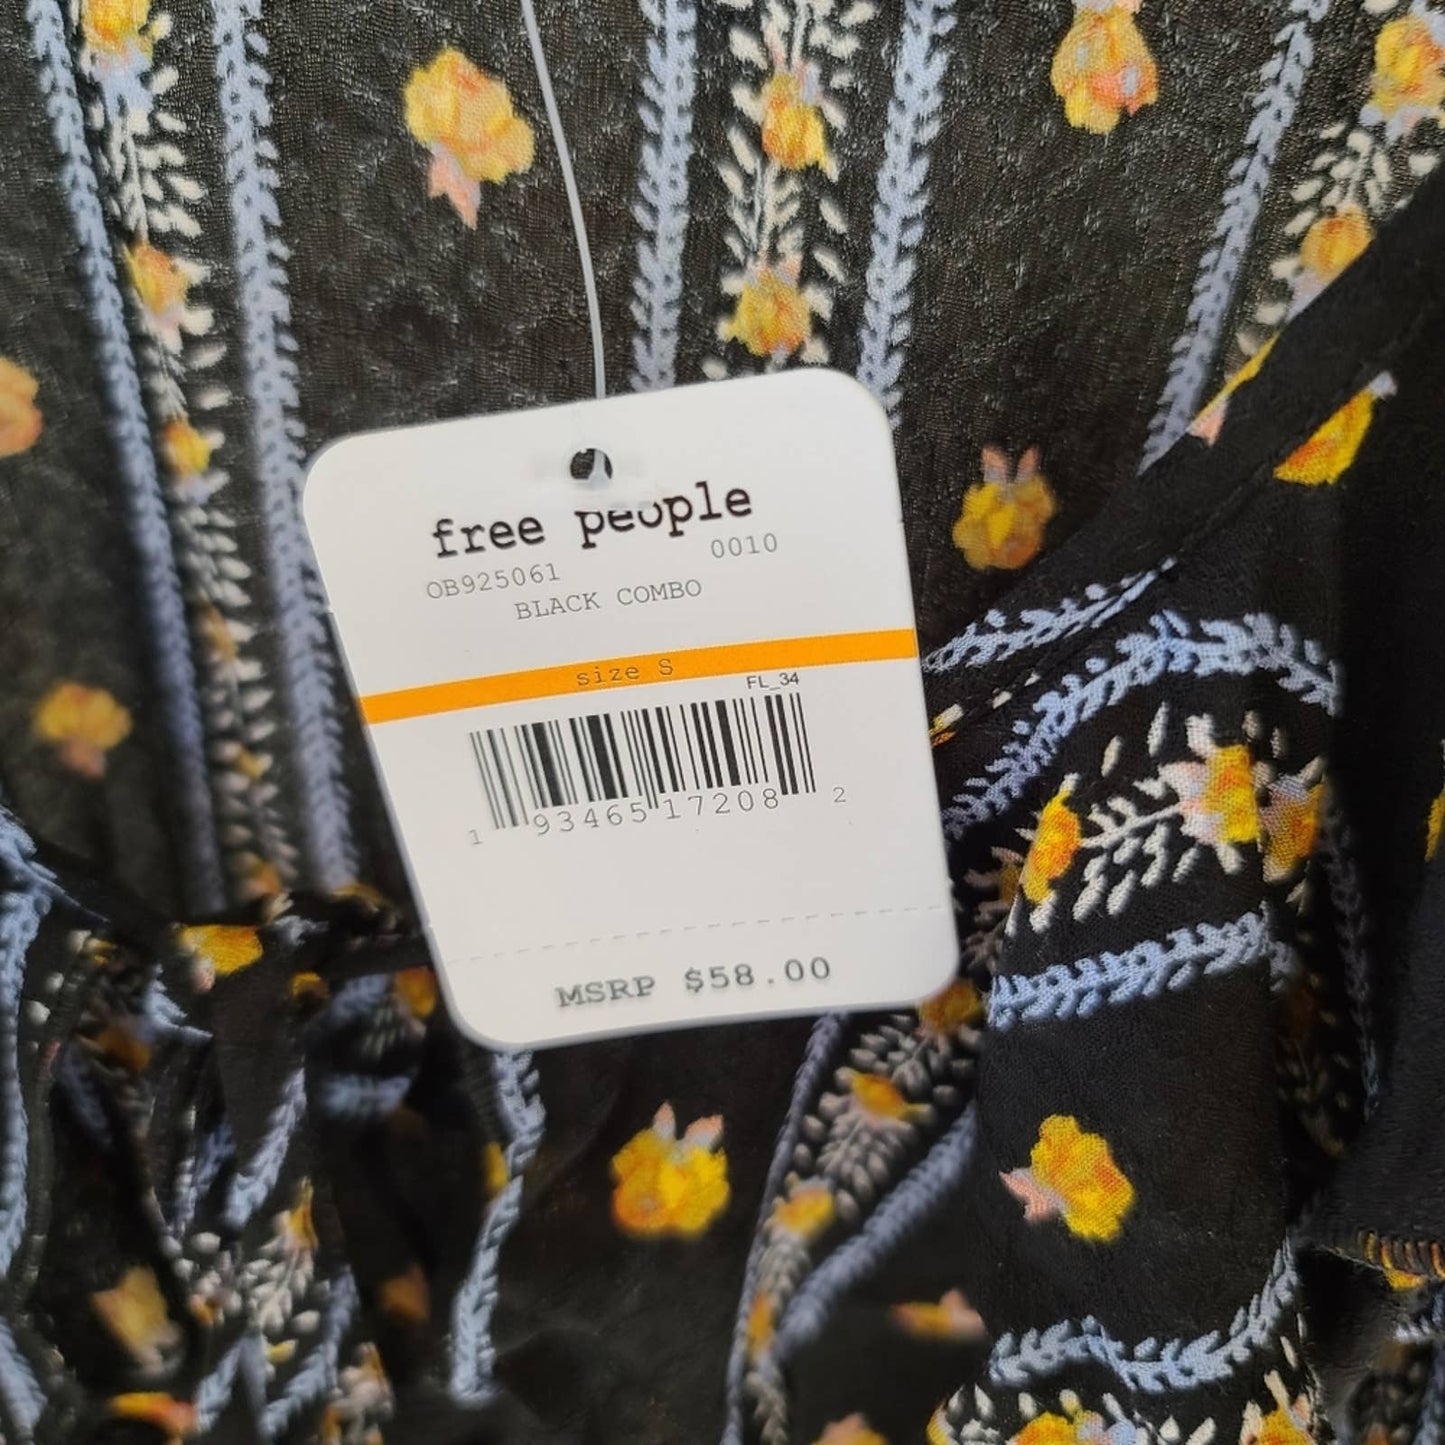 free people
OB925061 0010
BLACK COMBO
size S
FL_34
1 93465 17208 2
MSRP $58.00